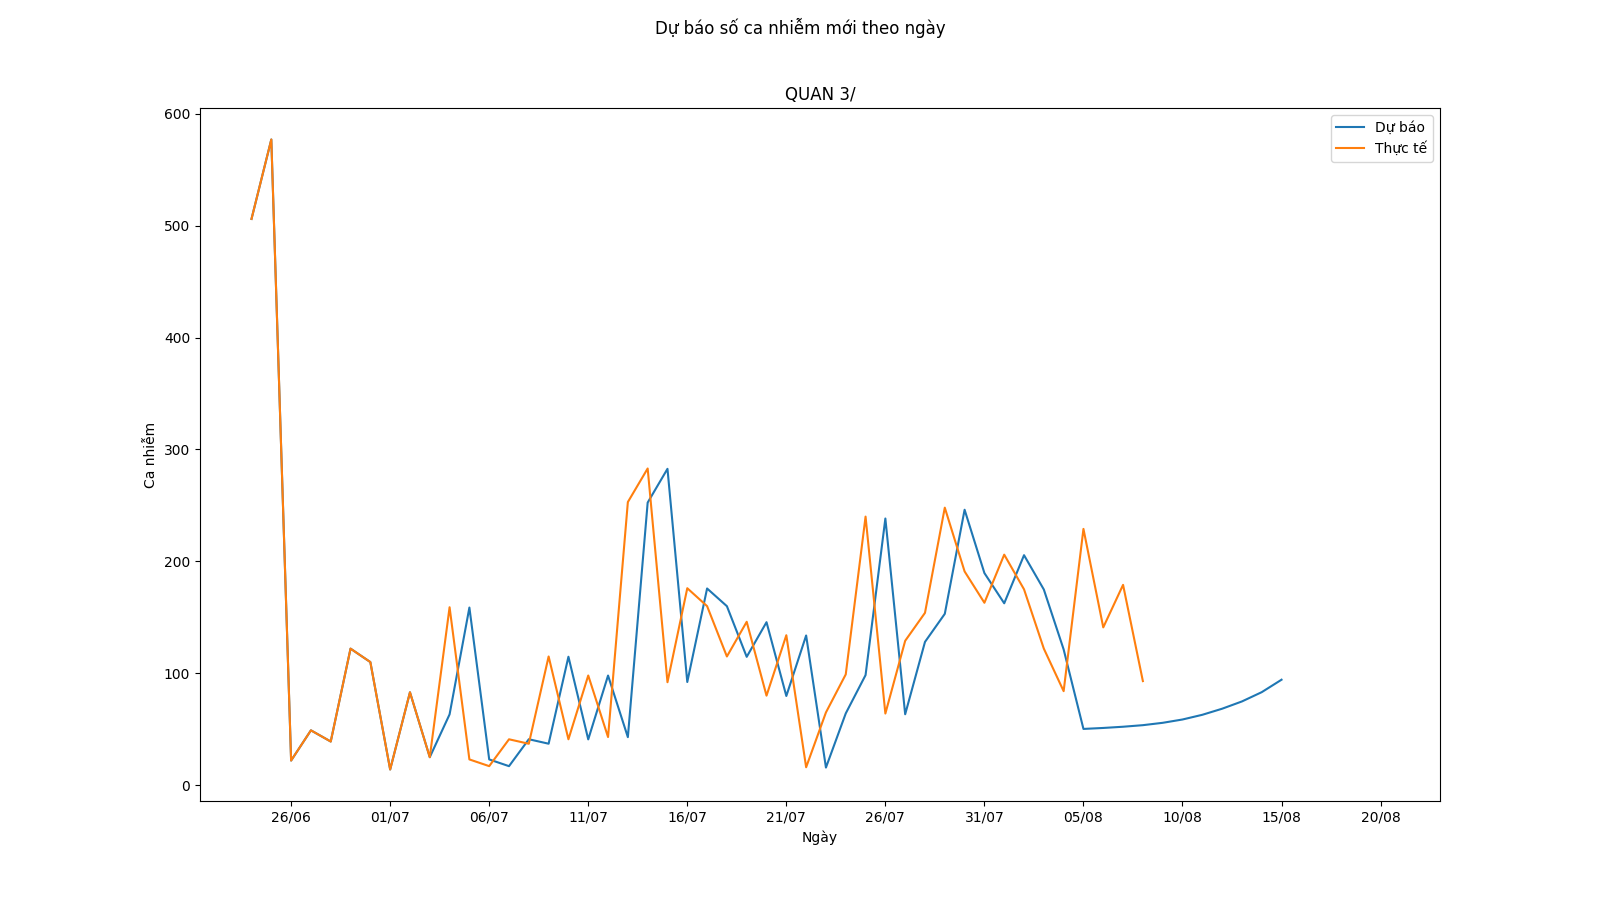 Dự báo số ca nhiễm mới theo ngày
QUAN 3/
Dự báo
Thực tế
600
500
400
300
200
100
0
Ca nhiễm
26/06 01/07 06/07 11/07 16/07 21/07 26/07 31/07 05/08 10/08 15/08 20/08
Ngày